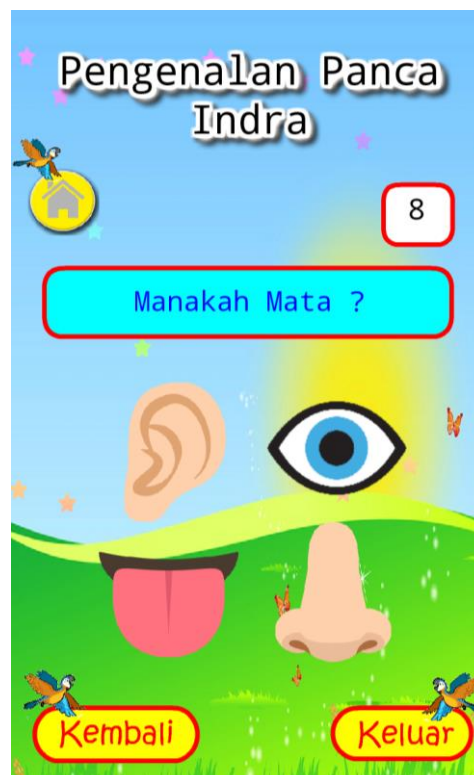 Pengenalan Panca
Indra
8
Manakah Mata ?
Kembali
Keluar